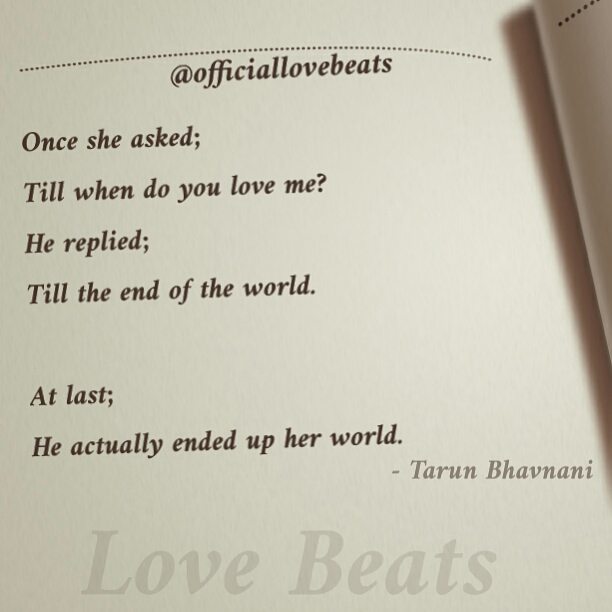 @officiallovebeats
Once she asked;
Till when do you love me?
He replied;
Till the end of the world.
At last;
He actually ended up her world.
- Tarun Bhavnani
Love Beats